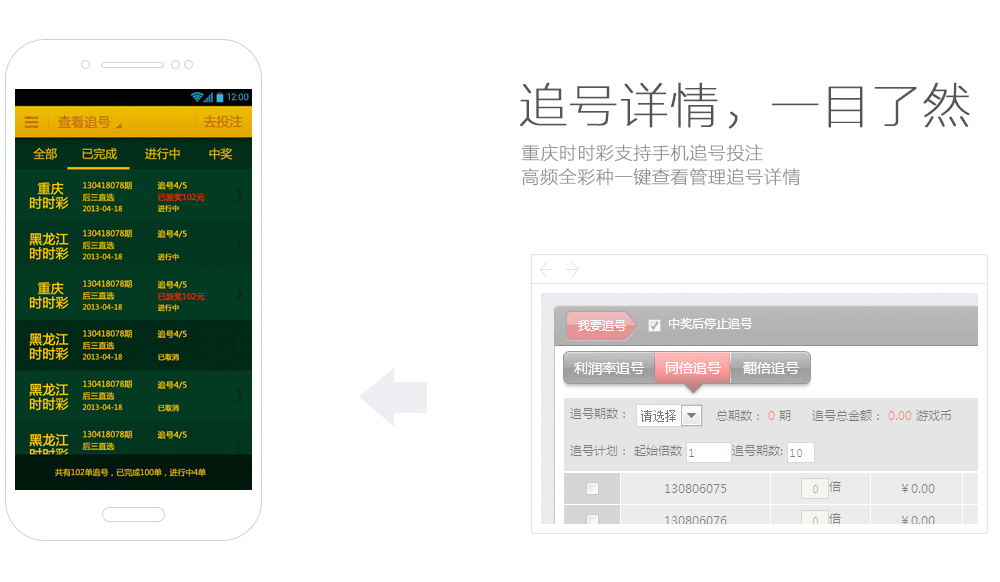 12:00
查看追号
去投注
全部 已完成 进行中 中奖
重庆
时时彩
130418078期
后三直选
2013-04-18
追号4/5
已派奖102元
进行中
黑龙江
时时彩
130418078期
后三直选
2013-04-18
追号4/5
进行中
重庆
时时彩
130418078期
后三直选
2013-04-18
追号4/5
已派奖102元
进行中
黑龙江
时时彩
130418078期
后三直选
2013-04-18
追号4/5
已取消
黑龙江
时时彩
130418078期
后三直选
2013-04-18
追号4/5
已取消
黑龙江
时时彩
130418078期
后三直选
追号4/5
共有102单追号，已完成100单，进行中4单
追号详情，一目了然
重庆时时彩支持手机追号投注
高频全彩种一键查看管理追号详情
我要追号 中奖后停止追号
利润率追号 同倍追号 翻倍追号
追号期数： 请选择 总期数： 0 期 追号总金额： 0.00 游戏币
追号计划： 起始倍数 1 追号期数: 10
130806075 0 倍 ￥0.00
130806076 0 倍 ￥0.00